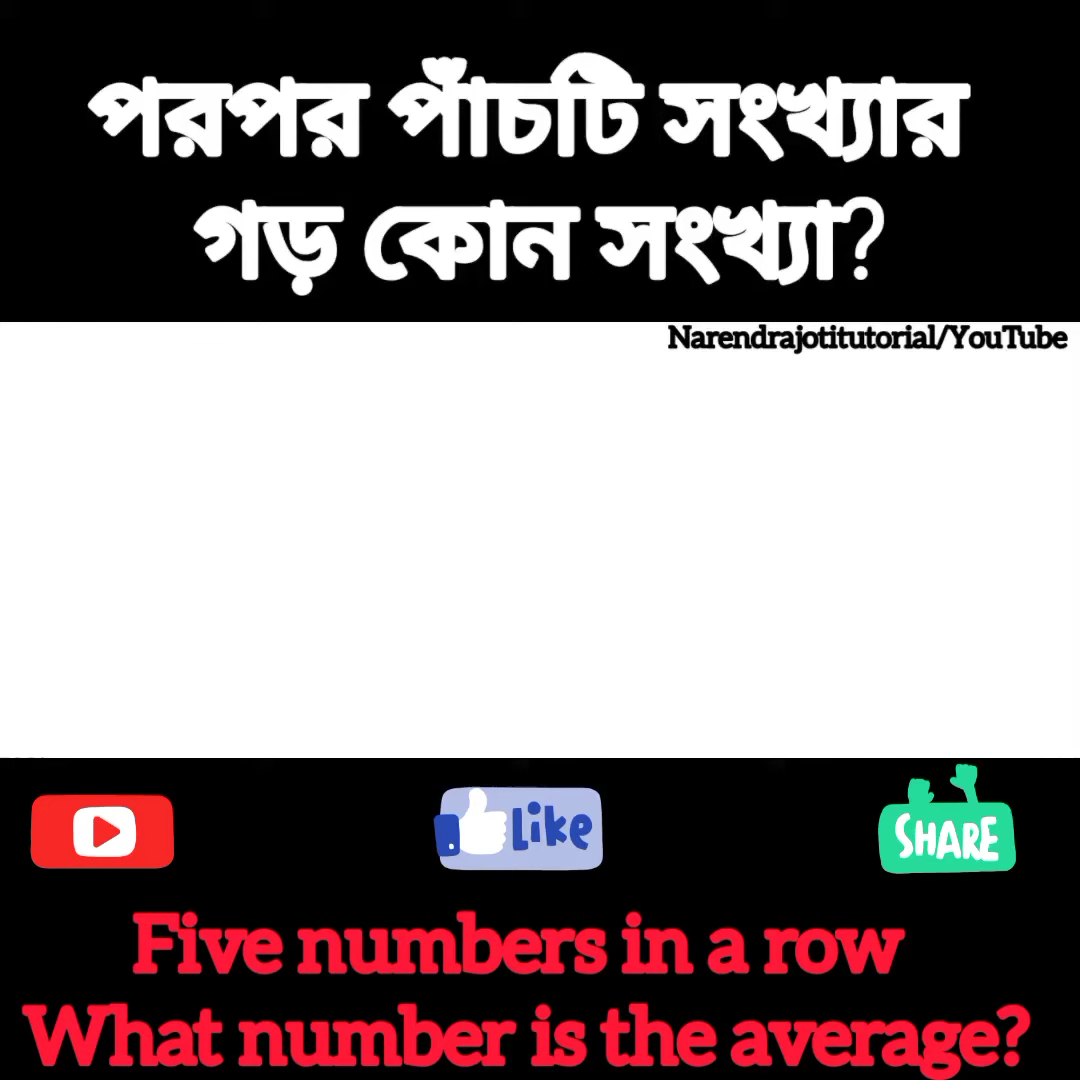 পরপর পাঁচটি সংখ্যার
গড় কোন সংখ্যা?
Narendrajotitutorial/YouTube
Like
SHARE
Five numbers in a row
What number is the average?